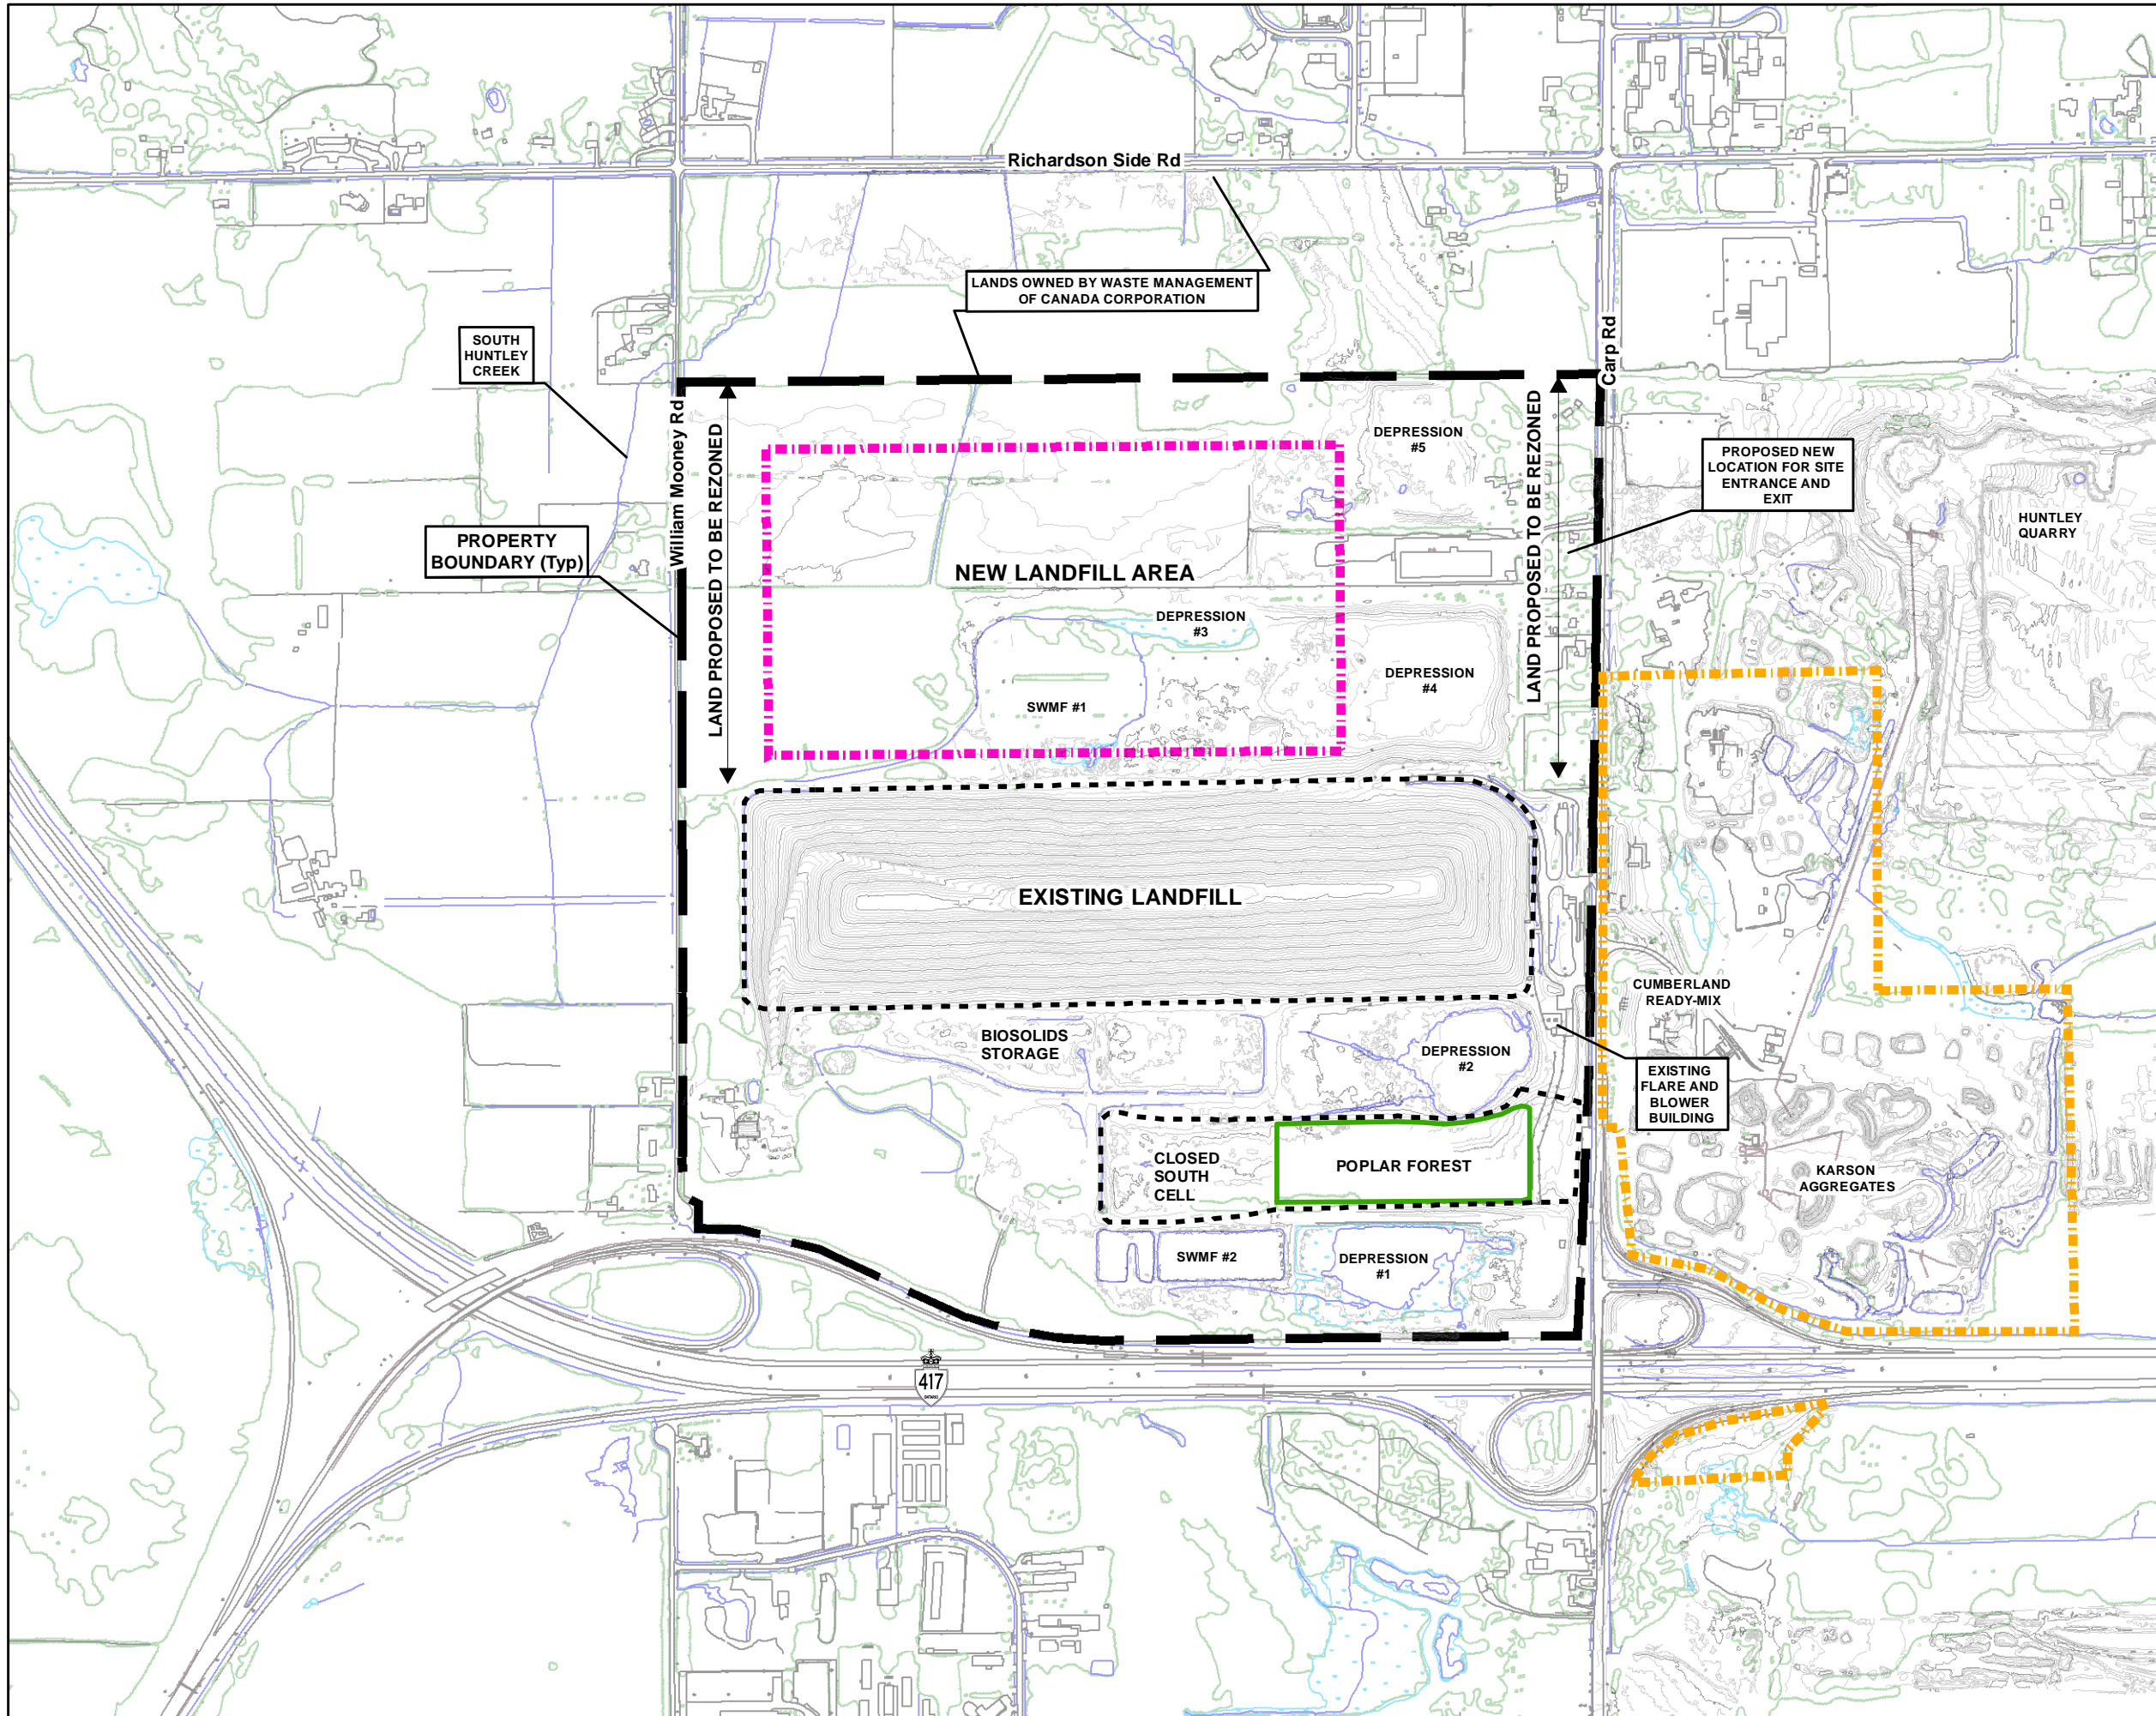 Richardson Side Rd
LANDS OWNED BY WASTE MANAGEMENT
OF CANADA CORPORATION
SOUTH
HUNTLEY
CREEK
Carp Rd
William Mooney Rd
LAND PROPOSED TO BE REZONED
LAND PROPOSED TO BE REZONED
DEPRESSION
#5
PROPOSED NEW
LOCATION FOR SITE
ENTRANCE AND
EXIT
HUNTLEY
QUARRY
PROPERTY
BOUNDARY (Typ)
NEW LANDFILL AREA
DEPRESSION
#3
DEPRESSION
#4
SWMF #1
EXISTING LANDFILL
CUMBERLAND
READY-MIX
BIOSOLIDS
STORAGE
DEPRESSION
#2
EXISTING
FLARE AND
BLOWER
BUILDING
CLOSED
SOUTH
CELL
POPLAR FOREST
KARSON
AGGREGATES
SWMF #2
DEPRESSION
#1
417
ONTARIO